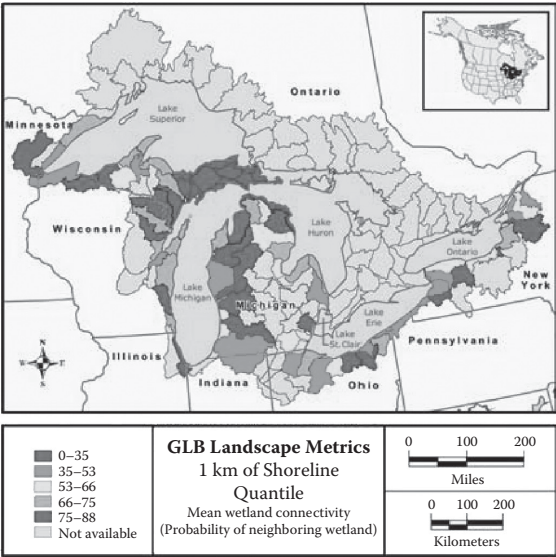 Ontario
Minnesota
Lake
Superior
Wisconsin
Lake
Huron
Lake
Ontario
New
York
Lake
Michigan
Michigan
Lake
Erie
Lake
St. Clair
Pennsylvania
Illinois
Indiana
Ohio
N
W
E
S
0–35
35–53
53–66
66–75
75–88
Not available
GLB Landscape Metrics
1 km of Shoreline
Quantile
Mean wetland connectivity
(Probability of neighboring wetland)
0 100 200
Miles
0 100 200
Kilometers